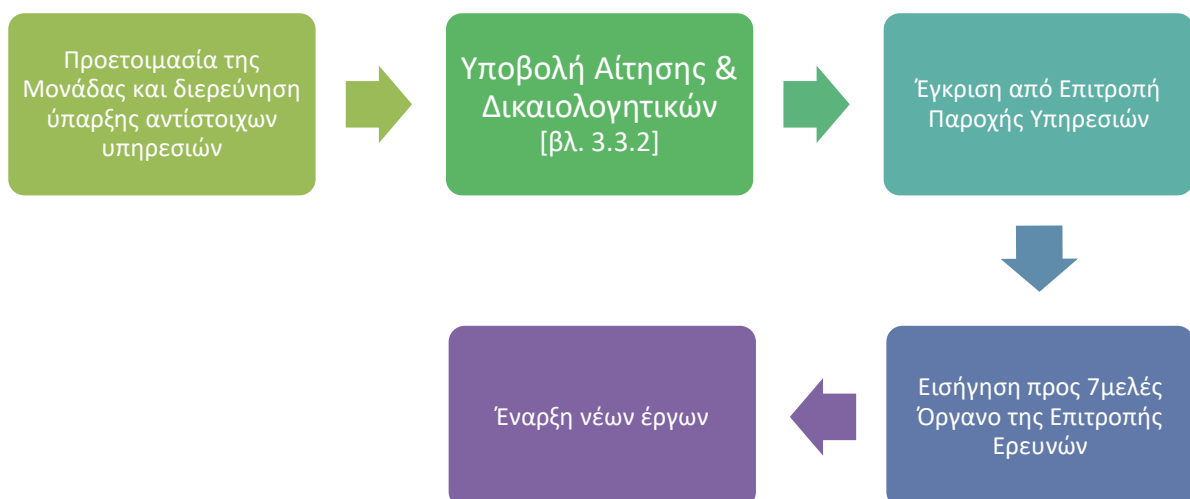 Προετοιμασία της
Μονάδας και διερεύνηση
ύπαρξης αντίστοιχων
υπηρεσιών
Υποβολή Αίτησης &
Δικαιολογητικών
[βλ. 3.3.2]
Έγκριση από Επιτροπή
Παροχής Υπηρεσιών
Εισήγηση προς 7μελές
Όργανο της Επιτροπής
Ερευνών
Έναρξη νέων έργων